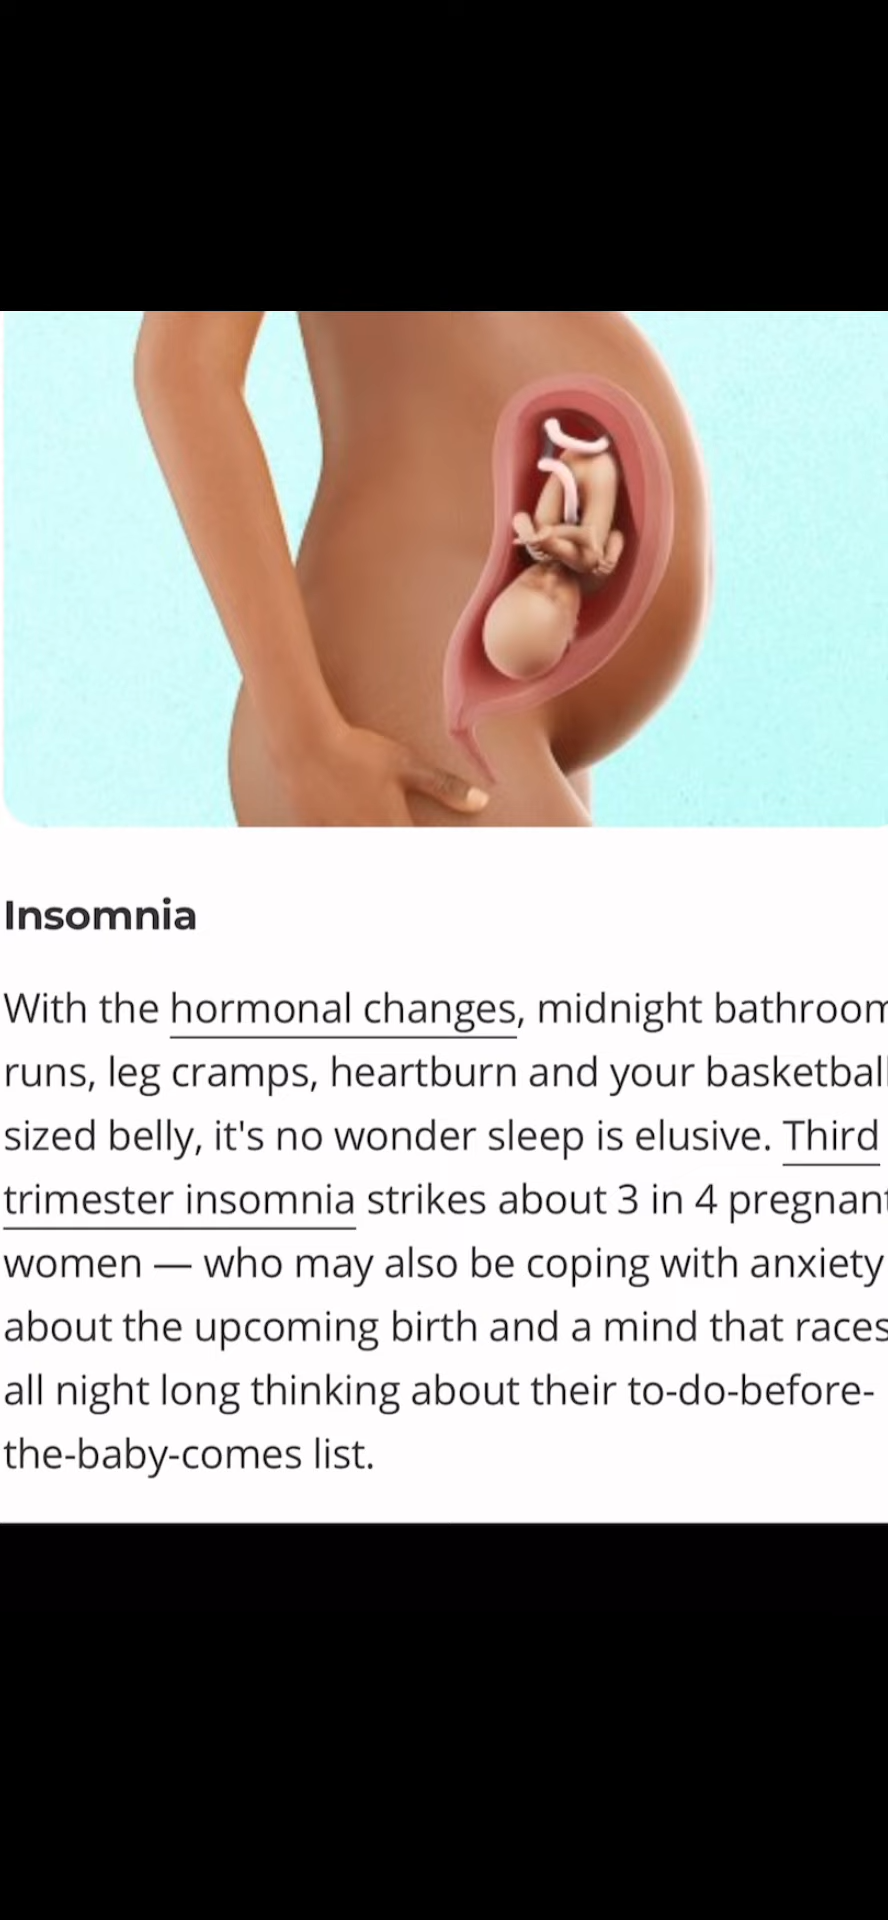 Insomnia
With the hormonal changes, midnight bathroom
runs, leg cramps, heartburn and your basketball
sized belly, it's no wonder sleep is elusive. Third
trimester insomnia strikes about 3 in 4 pregnant
women — who may also be coping with anxiety
about the upcoming birth and a mind that races
all night long thinking about their to-do-before-
the-baby-comes list.